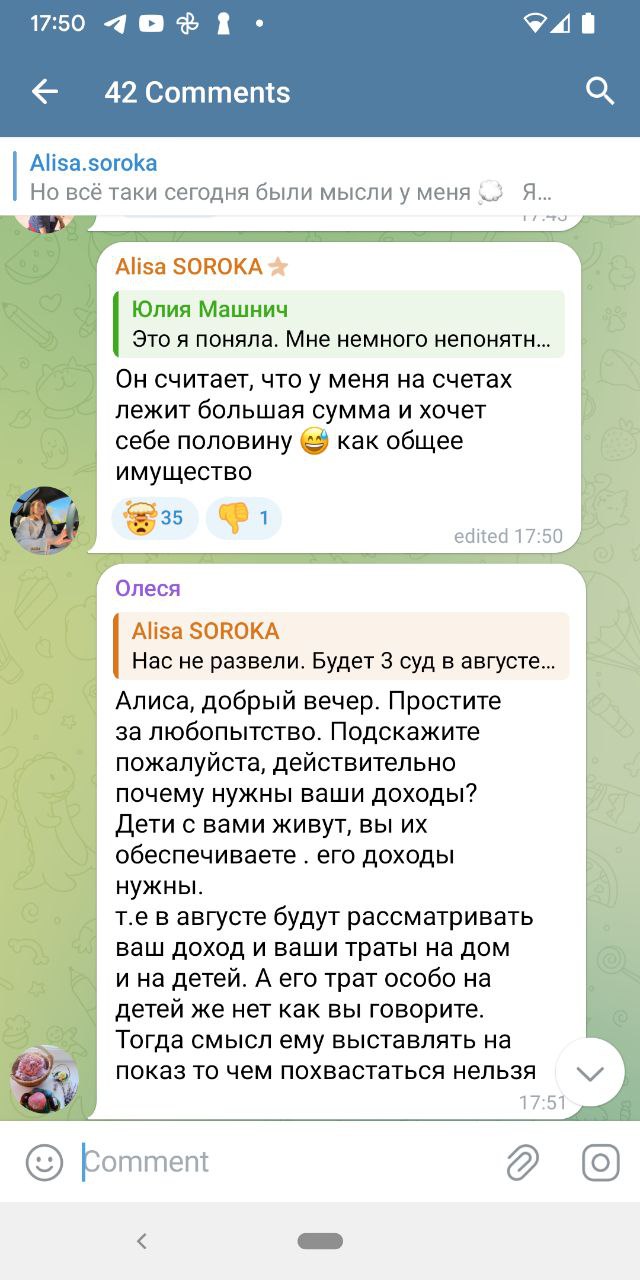 17:50
42 Comments
Alisa.soroka
Но всё таки сегодня были мысли у меня 💭 Я...
17:43
Alisa SOROKA
Юлия Машнич
Это я поняла. Мне немного непонятн...
Он считает, что у меня на счетах
лежит большая сумма и хочет
себе половину 😅 как общее
имущество
🤯 35 👎 1
edited 17:50
Олеся
Alisa SOROKA
Нас не развели. Будет 3 суд в августе...
Алиса, добрый вечер. Простите
за любопытство. Подскажите
пожалуйста, действительно
почему нужны ваши доходы?
Дети с вами живут, вы их
обеспечиваете . его доходы
нужны.
т.е в августе будут рассматривать
ваш доход и ваши траты на дом
и на детей. А его трат особо на
детей же нет как вы говорите.
Тогда смысл ему выставлять на
показ то чем похвастаться нельзя
17:51
Comment